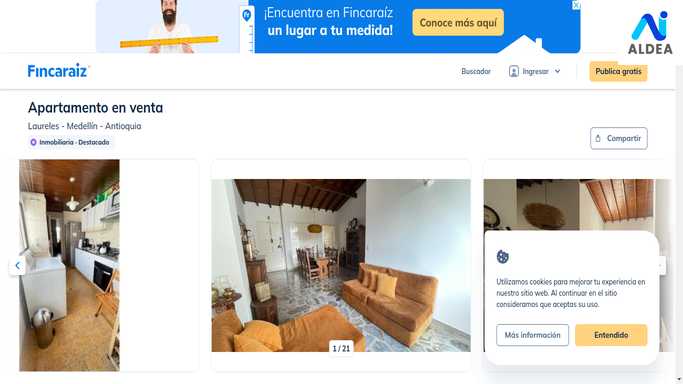 ¡Encuentra en Fincaraíz
un lugar a tu medida!
Conoce más aquí
Fr
X
Ai
ALDEA
Fincaraiz
Buscador
Ingresar
Publica gratis
Apartamento en venta
Laureles - Medellín - Antioquia
Inmobiliaria - Destacado
Compartir
1 / 21
Utilizamos cookies para mejorar tu experiencia en
nuestro sitio web. Al continuar en el sitio
consideramos que aceptas su uso.
Más información
Entendido